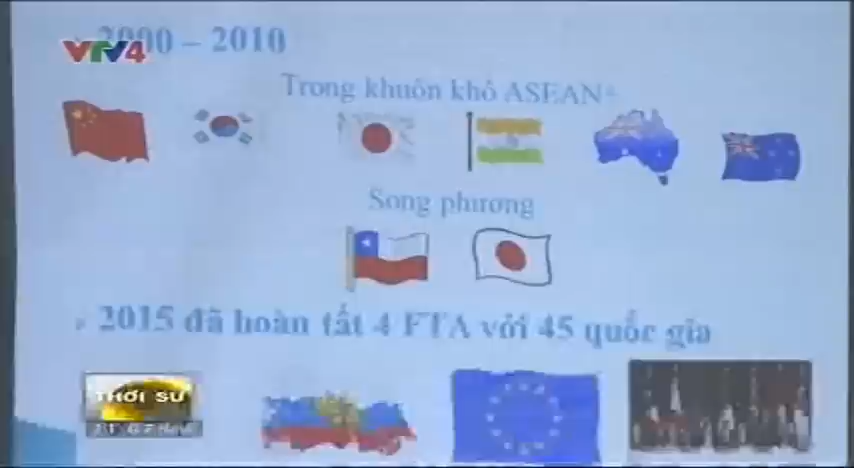 2000 – 2010
VTV4
Trong khuôn khổ ASEAN+
Song phương
2015 đã hoàn tất 4 FTA với 45 quốc gia
THỜI SỰ